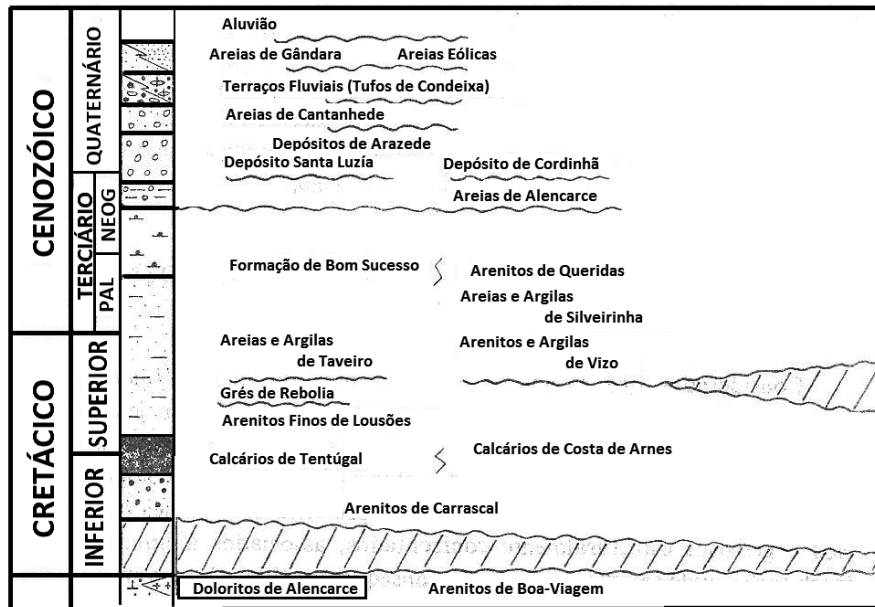 Aluvião
Areias de Gândara Areias Eólicas
Terraços Fluviais (Tufos de Condeixa)
Areias de Cantanhede
Depósitos de Arazede
Depósito Santa Luzía Depósito de Cordinhã
Areias de Alencarce
Formação de Bom Sucesso Arenitos de Queridas
Areias e Argilas
de Silveirinha
Areias e Argilas
de Taveiro
Arenitos e Argilas
de Vizo
Grés de Rebolia
Arenitos Finos de Lousões
Calcários de Tentúgal Calcários de Costa de Arnes
Arenitos de Carrascal
Doloritos de Alencarce Arenitos de Boa-Viagem
CENOZÓICO
QUATERNÁRIO
TERCIÁRIO
NEOG
PAL
CRETÁCICO
SUPERIOR
INFERIOR